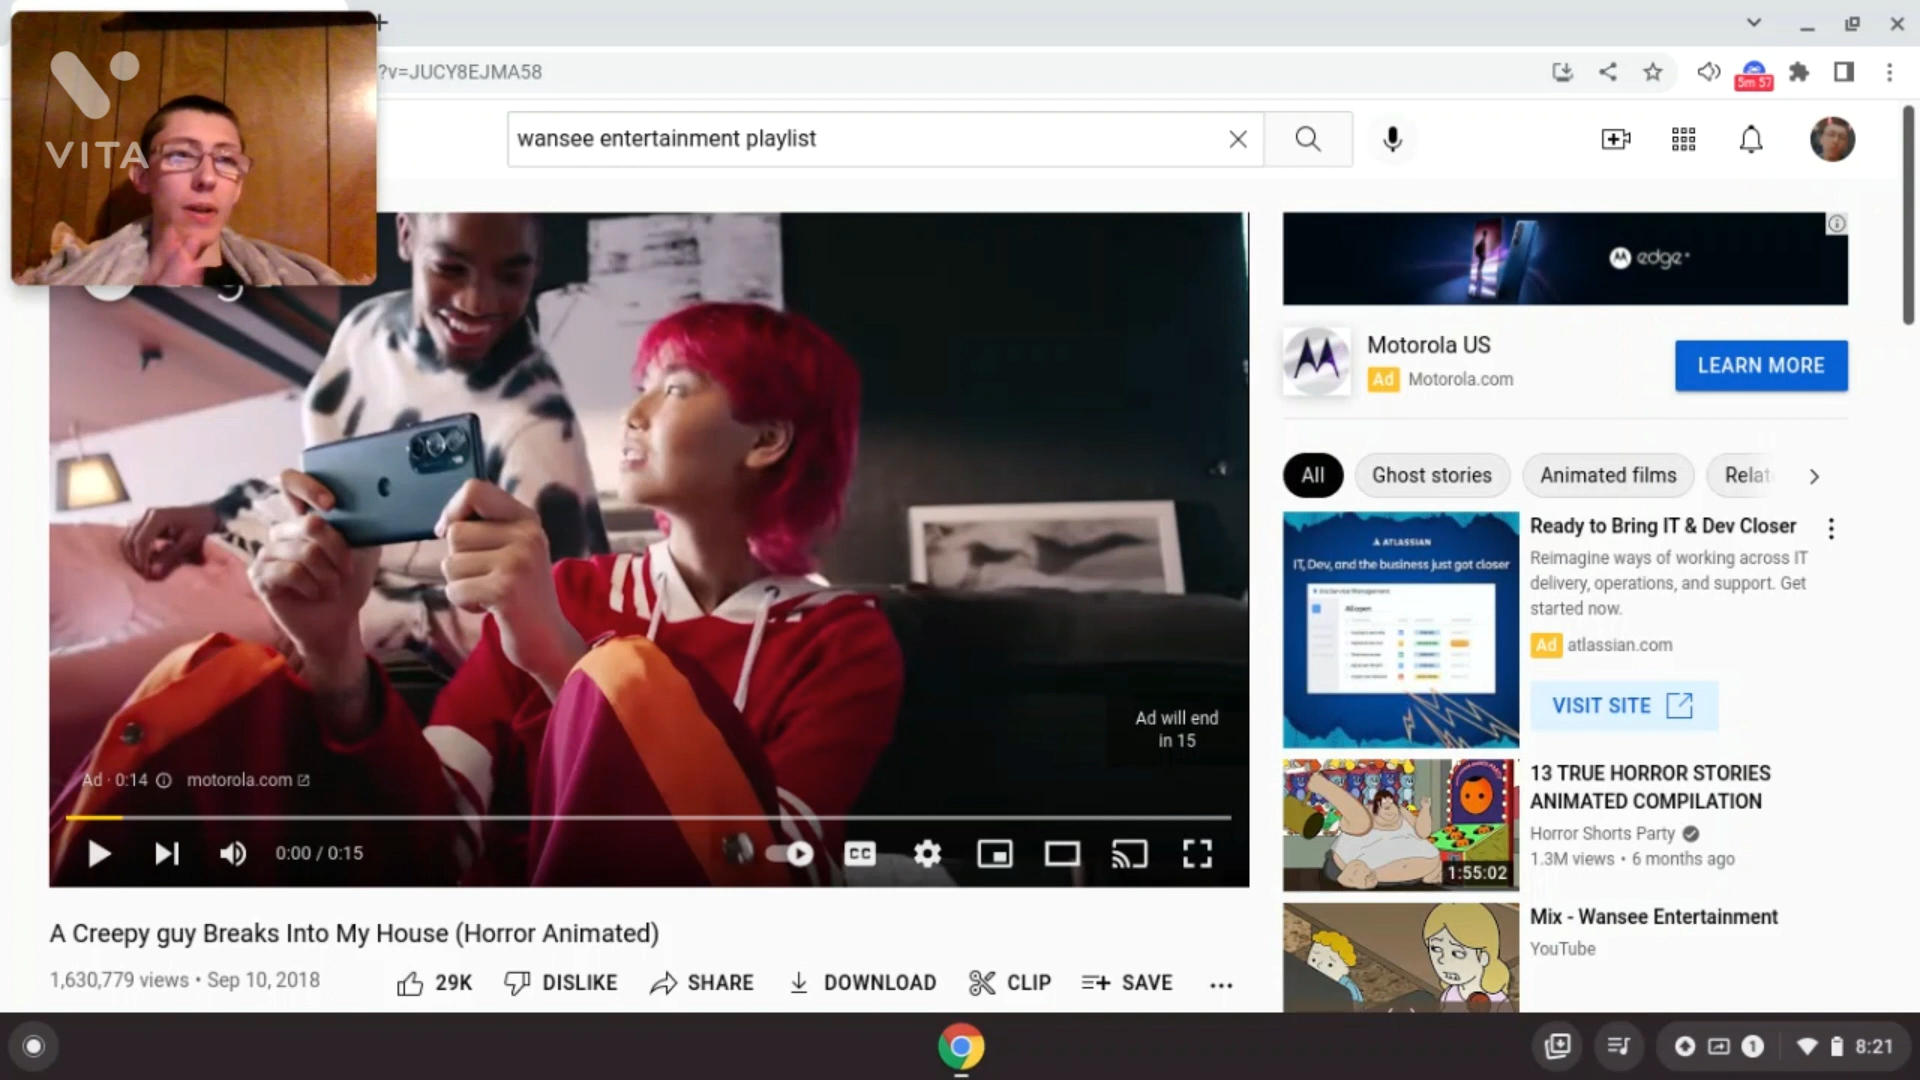 VITA
?v=JUCY8EJMA58
5m 57
wansee entertainment playlist
edge+
Motorola US
Ad Motorola.com
LEARN MORE
All
Ghost stories
Animated films
Relat
ATLASSIAN
IT, Dev, and the business just got closer
Ready to Bring IT & Dev Closer
Reimagine ways of working across IT
delivery, operations, and support. Get
started now.
Ad atlassian.com
VISIT SITE
Ad will end
in 15
Ad · 0:14 motorola.com
0:00 / 0:15
CC
1:55:02
13 TRUE HORROR STORIES
ANIMATED COMPILATION
Horror Shorts Party
1.3M views • 6 months ago
Mix - Wansee Entertainment
YouTube
A Creepy guy Breaks Into My House (Horror Animated)
1,630,779 views • Sep 10, 2018
29K
DISLIKE
SHARE
DOWNLOAD
CLIP
SAVE
1
8:21